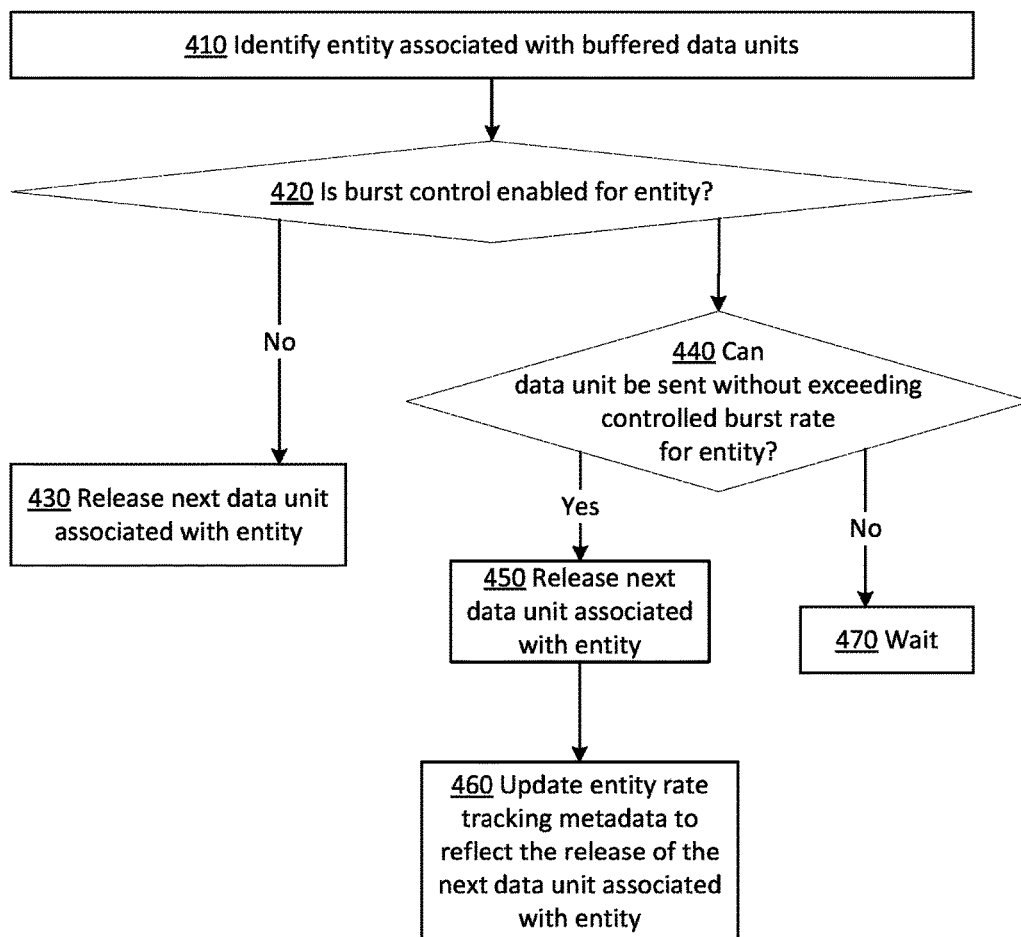 410 Identify entity associated with buffered data units
420 Is burst control enabled for entity?
No
440 Can
data unit be sent without exceeding
controlled burst rate
for entity?
430 Release next data unit
associated with entity
Yes
No
450 Release next
data unit associated
with entity
470 Wait
460 Update entity rate
tracking metadata to
reflect the release of the
next data unit associated
with entity